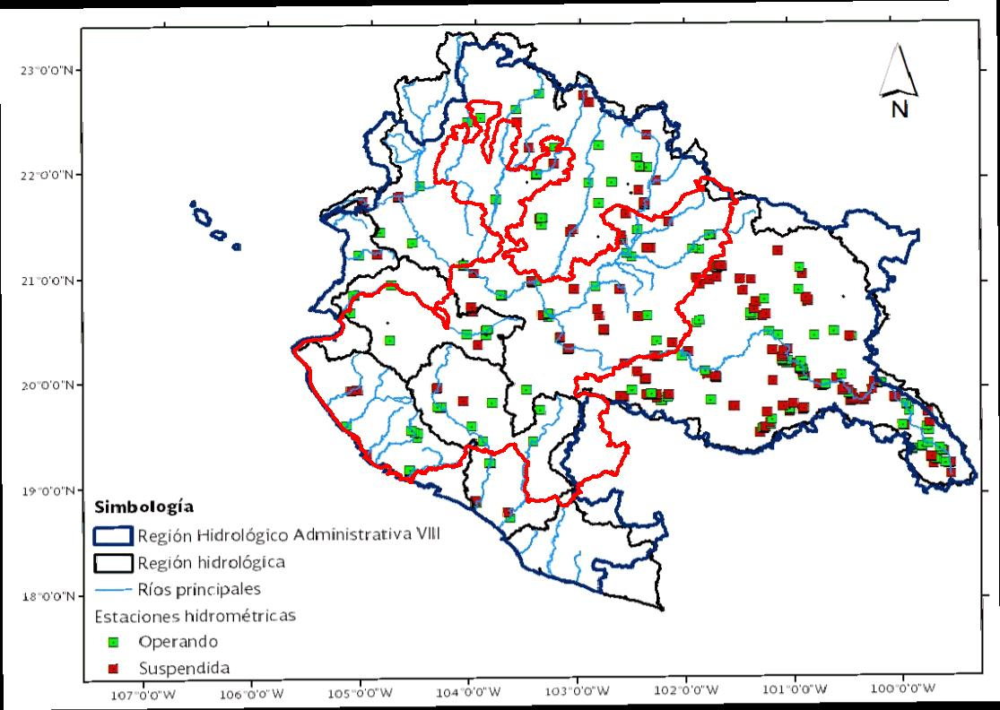 N
23°0'0"N
22°0'0"N
21°0'0"N
20°0'0"N
19°0'0"N
18°0'0"N
Simbología
Región Hidrológico Administrativa VIII
Región hidrológica
Ríos principales
Estaciones hidrométricas
Operando
Suspendida
107°0'0"W 106°0'0"W 105°0'0"W 104°0'0"W 103°0'0"W 102°0'0"W 101°0'0"W 100°0'0"W